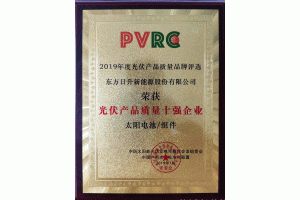 PVRC
2019年度光伏产品质量品牌评选
东方日升新能源股份有限公司
荣获
光伏产品质量十强企业
太阳电池/组件